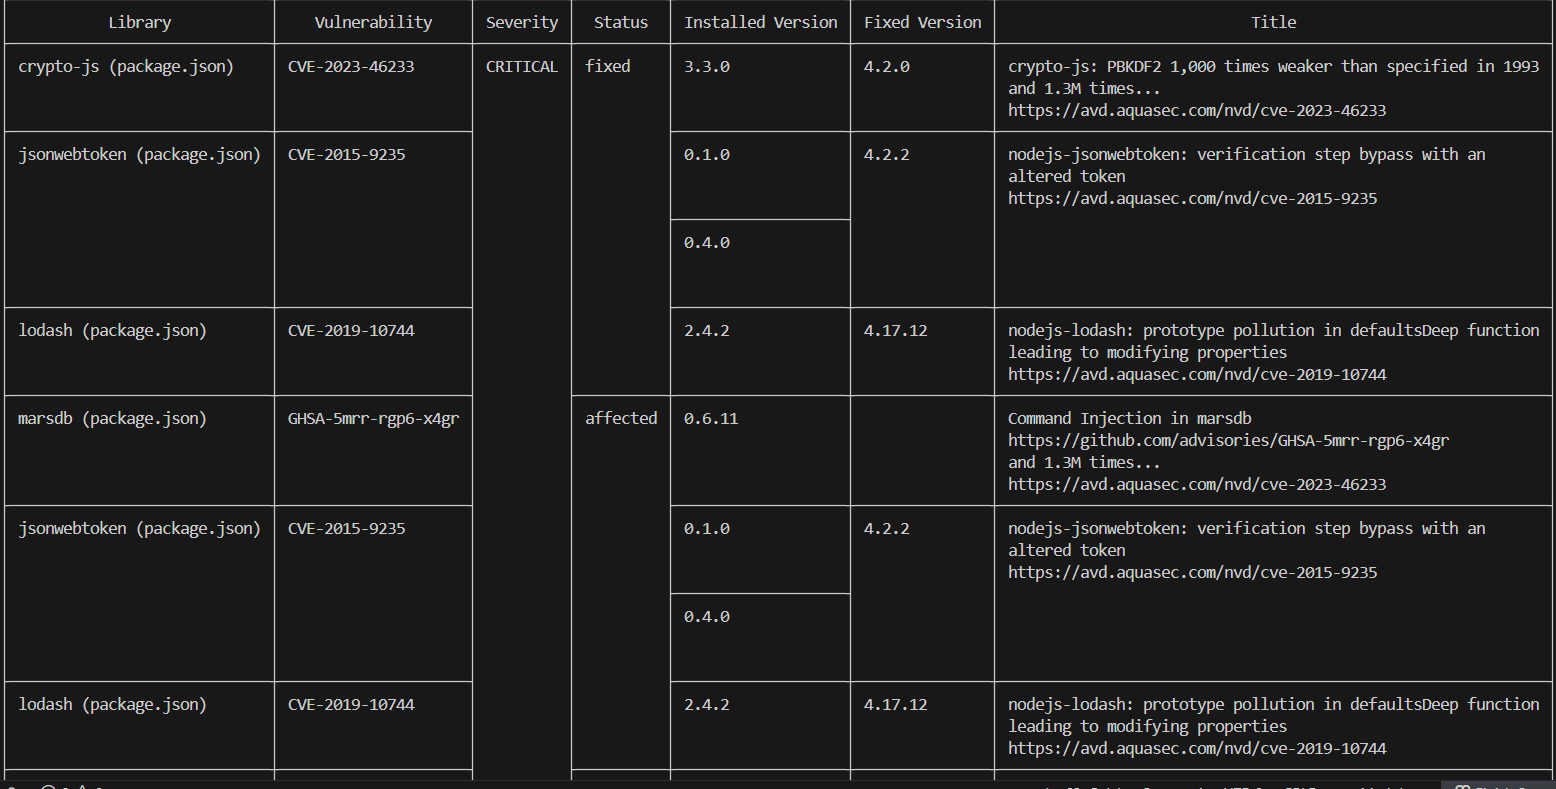 Library Vulnerability Severity Status Installed Version Fixed Version Title
crypto-js (package.json) CVE-2023-46233 CRITICAL fixed 3.3.0 4.2.0 crypto-js: PBKDF2 1,000 times weaker than specified in 1993
and 1.3M times...
https://avd.aquasec.com/nvd/cve-2023-46233
jsonwebtoken (package.json) CVE-2015-9235 0.1.0 4.2.2 nodejs-jsonwebtoken: verification step bypass with an
altered token
https://avd.aquasec.com/nvd/cve-2015-9235
0.4.0
lodash (package.json) CVE-2019-10744 2.4.2 4.17.12 nodejs-lodash: prototype pollution in defaultsDeep function
leading to modifying properties
https://avd.aquasec.com/nvd/cve-2019-10744
marsdb (package.json) GHSA-5mrr-rgp6-x4gr affected 0.6.11 Command Injection in marsdb
https://github.com/advisories/GHSA-5mrr-rgp6-x4gr
and 1.3M times...
https://avd.aquasec.com/nvd/cve-2023-46233
jsonwebtoken (package.json) CVE-2015-9235 0.1.0 4.2.2 nodejs-jsonwebtoken: verification step bypass with an
altered token
https://avd.aquasec.com/nvd/cve-2015-9235
0.4.0
lodash (package.json) CVE-2019-10744 2.4.2 4.17.12 nodejs-lodash: prototype pollution in defaultsDeep function
leading to modifying properties
https://avd.aquasec.com/nvd/cve-2019-10744